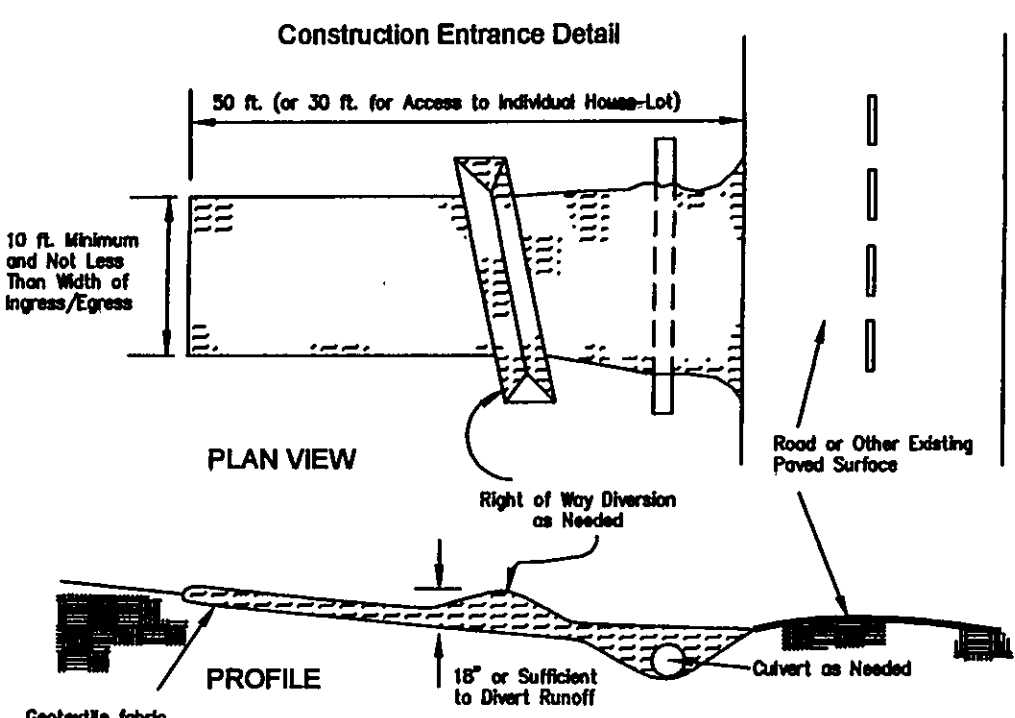 Construction Entrance Detail
50 ft. (or 30 ft. for Access to Individual House-Lot)
10 ft. Minimum
and Not Less
Than Width of
Ingress/Egress
PLAN VIEW
Road or Other Existing
Paved Surface
Right of Way Diversion
as Needed
PROFILE
18" or Sufficient
to Divert Runoff
Culvert as Needed
Geotextile fabric